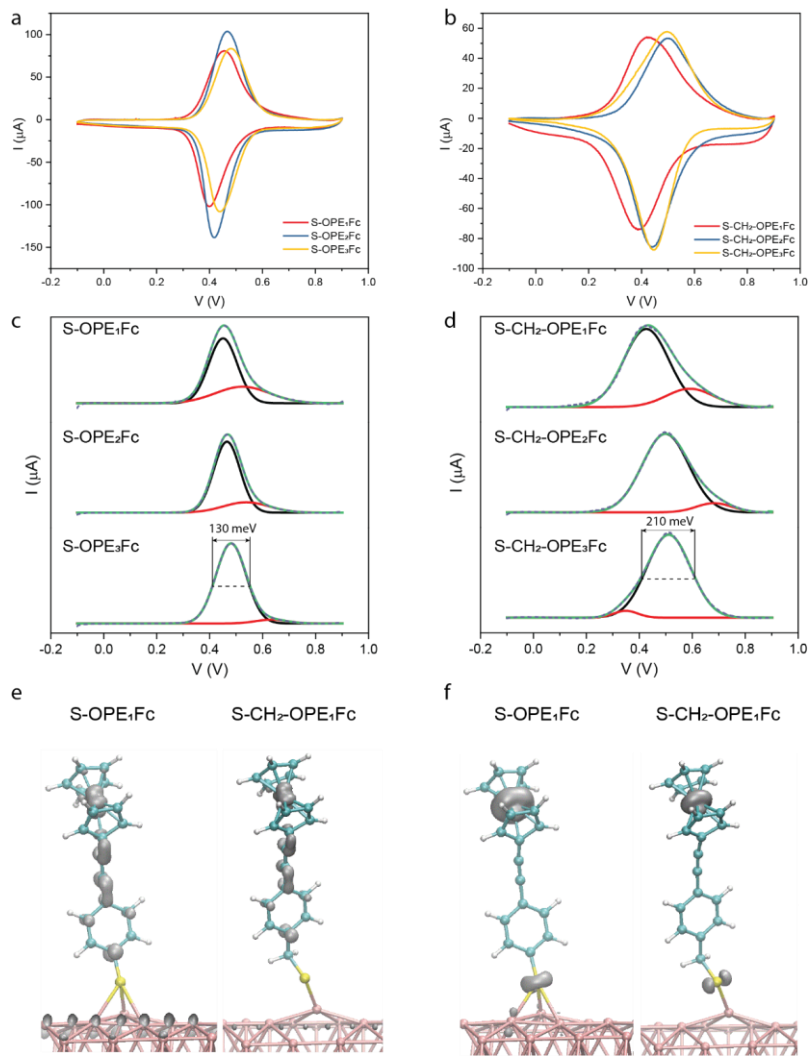 a
100
50
0
-50
-100
-150
I (µA)
S-OPE₁Fc
S-OPE₂Fc
S-OPE₃Fc
-0.2 0.0 0.2 0.4 0.6 0.8 1.0
V (V)
b
60
40
20
0
-20
-40
-60
-80
-100
I (µA)
S-CH₂-OPE₁Fc
S-CH₂-OPE₂Fc
S-CH₂-OPE₃Fc
-0.2 0.0 0.2 0.4 0.6 0.8 1.0
V (V)
c
S-OPE₁Fc
S-OPE₂Fc
130 meV
S-OPE₃Fc
I (µA)
-0.2 0.0 0.2 0.4 0.6 0.8 1.0
V (V)
d
S-CH₂-OPE₁Fc
S-CH₂-OPE₂Fc
210 meV
S-CH₂-OPE₃Fc
I (µA)
-0.2 0.0 0.2 0.4 0.6 0.8 1.0
V (V)
e
S-OPE₁Fc S-CH₂-OPE₁Fc
f
S-OPE₁Fc S-CH₂-OPE₁Fc